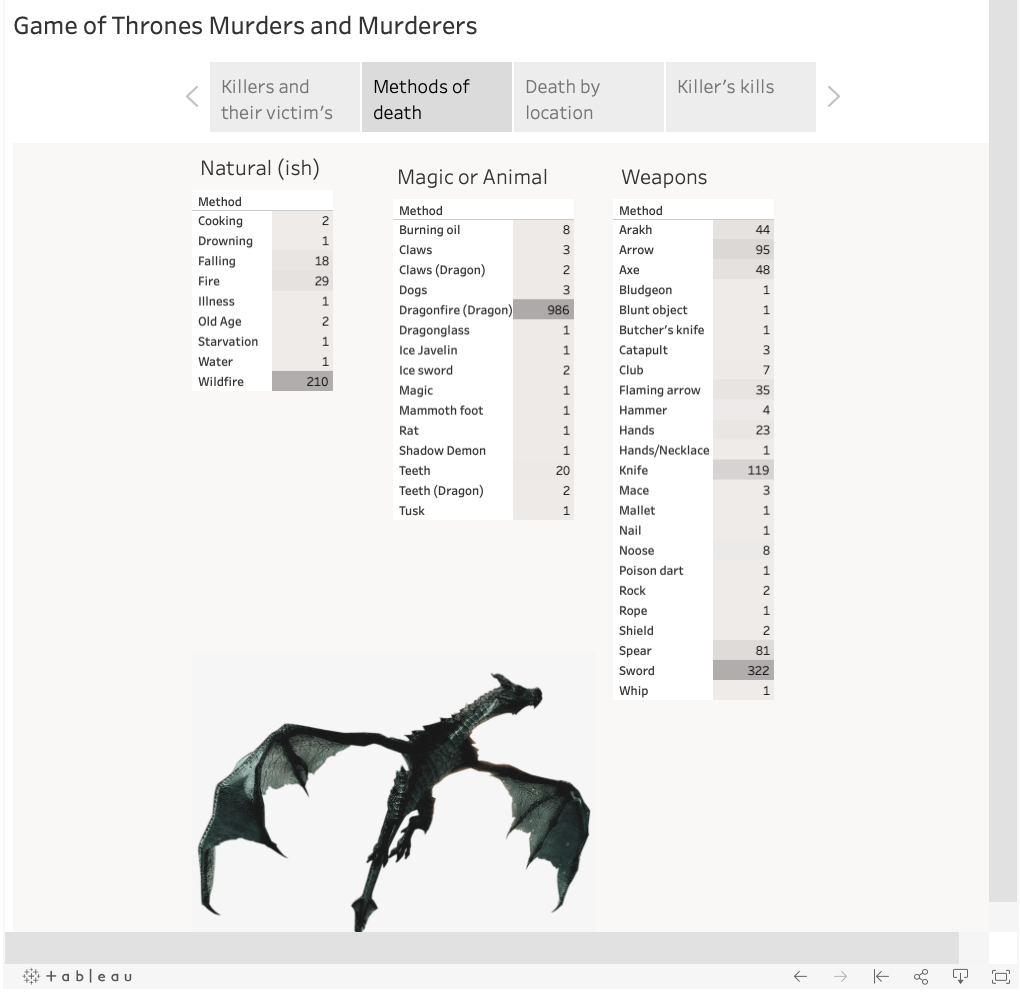 Game of Thrones Murders and Murderers
Killers and
their victim's
Methods of
death
Death by
location
Killer's kills
Natural (ish)
Method
Cooking 2
Drowning 1
Falling 18
Fire 29
Illness 1
Old Age 2
Starvation 1
Water 1
Wildfire 210
Magic or Animal
Method
Burning oil 8
Claws 3
Claws (Dragon) 2
Dogs 3
Dragonfire (Dragon) 986
Dragonglass 1
Ice Javelin 1
Ice sword 2
Magic 1
Mammoth foot 1
Rat 1
Shadow Demon 1
Teeth 20
Teeth (Dragon) 2
Tusk 1
Weapons
Method
Arakh 44
Arrow 95
Axe 48
Bludgeon 1
Blunt object 1
Butcher's knife 1
Catapult 3
Club 7
Flaming arrow 35
Hammer 4
Hands 23
Hands/Necklace 1
Knife 119
Mace 3
Mallet 1
Nail 1
Noose 8
Poison dart 1
Rock 2
Rope 1
Shield 2
Spear 81
Sword 322
Whip 1
+ a b l e a u